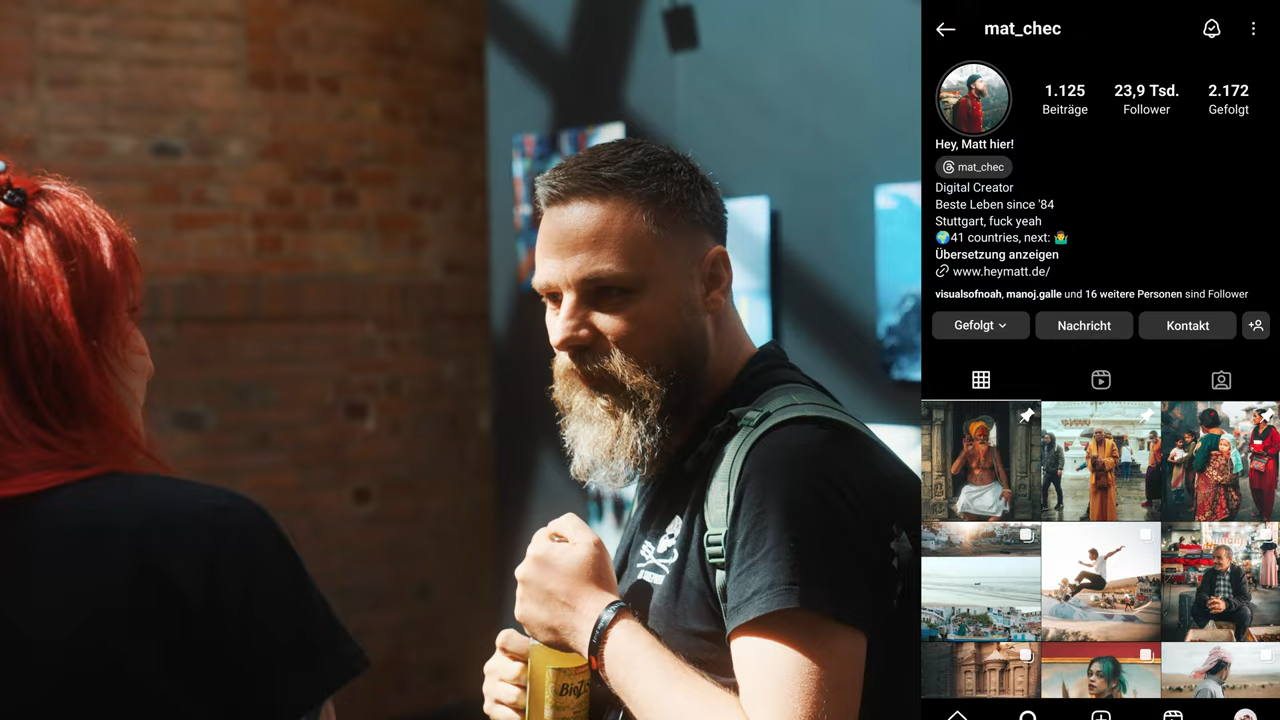 mat_chec
1.125
Beiträge
23,9 Tsd.
Follower
2.172
Gefolgt
Hey, Matt hier!
mat_chec
Digital Creator
Beste Leben since '84
Stuttgart, fuck yeah
🌍41 countries, next: 🤷‍♂️
Übersetzung anzeigen
www.heymatt.de/
visualsofnoah, manoj.galle und 16 weitere Personen sind Follower
Gefolgt
Nachricht
Kontakt